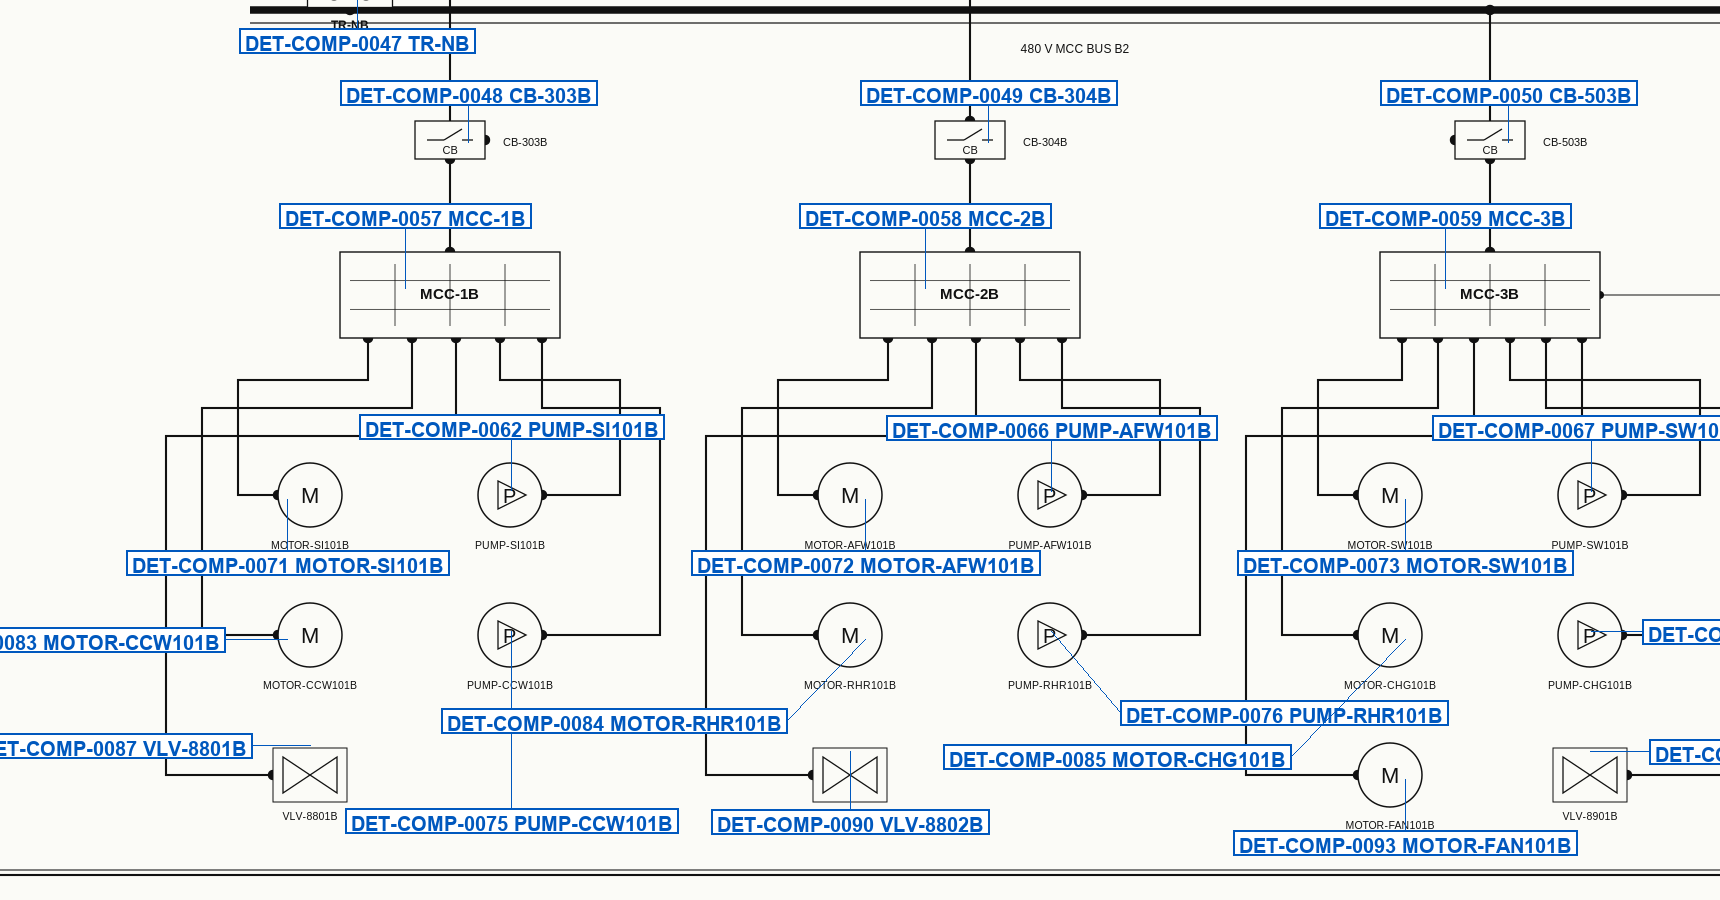 TR-NB
DET-COMP-0047 TR-NB
480 V MCC BUS B2
DET-COMP-0048 CB-303B
DET-COMP-0049 CB-304B
DET-COMP-0050 CB-503B
CB
CB-303B
CB
CB-304B
CB
CB-503B
DET-COMP-0057 MCC-1B
DET-COMP-0058 MCC-2B
DET-COMP-0059 MCC-3B
MCC-1B
MCC-2B
MCC-3B
DET-COMP-0062 PUMP-SI101B
DET-COMP-0066 PUMP-AFW101B
DET-COMP-0067 PUMP-SW10
M
P
M
P
M
P
MOTOR-SI101B
PUMP-SI101B
MOTOR-AFW101B
PUMP-AFW101B
MOTOR-SW101B
PUMP-SW101B
DET-COMP-0071 MOTOR-SI101B
DET-COMP-0072 MOTOR-AFW101B
DET-COMP-0073 MOTOR-SW101B
0083 MOTOR-CCW101B
M
P
M
P
M
P
DET-CO
MOTOR-CCW101B
PUMP-CCW101B
MOTOR-RHR101B
PUMP-RHR101B
MOTOR-CHG101B
PUMP-CHG101B
DET-COMP-0084 MOTOR-RHR101B
DET-COMP-0076 PUMP-RHR101B
ET-COMP-0087 VLV-8801B
DET-COMP-0085 MOTOR-CHG101B
DET-CO
M
VLV-8801B
VLV-8901B
DET-COMP-0075 PUMP-CCW101B
DET-COMP-0090 VLV-8802B
MOTOR-FAN101B
DET-COMP-0093 MOTOR-FAN101B